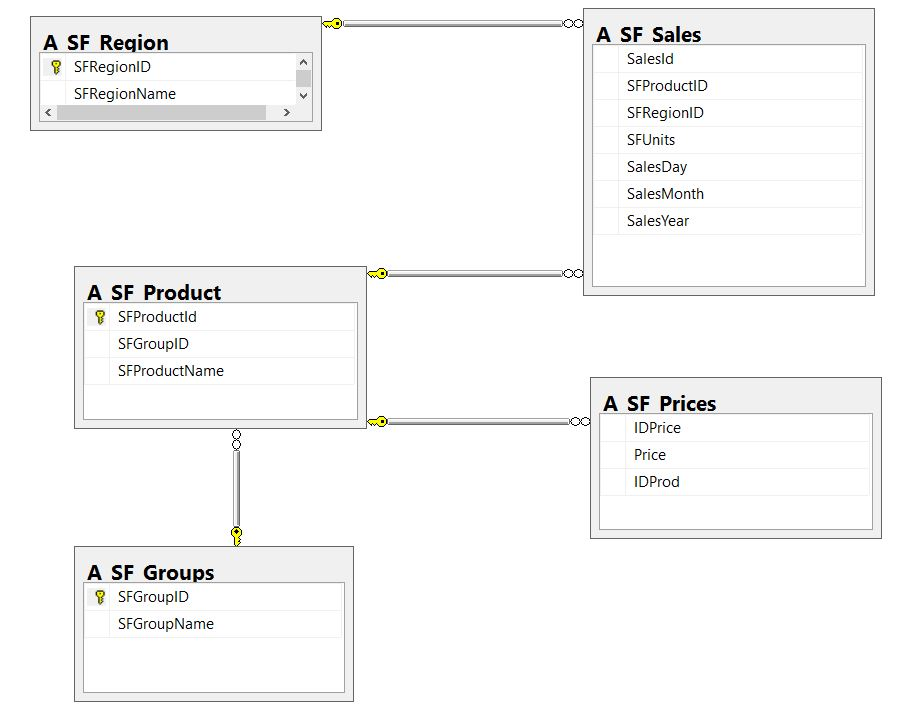 A_SF_Region
SFRegionID
SFRegionName
A_SF_Sales
SalesId
SFProductID
SFRegionID
SFUnits
SalesDay
SalesMonth
SalesYear
A_SF_Product
SFProductId
SFGroupID
SFProductName
A_SF_Prices
IDPrice
Price
IDProd
A_SF_Groups
SFGroupID
SFGroupName